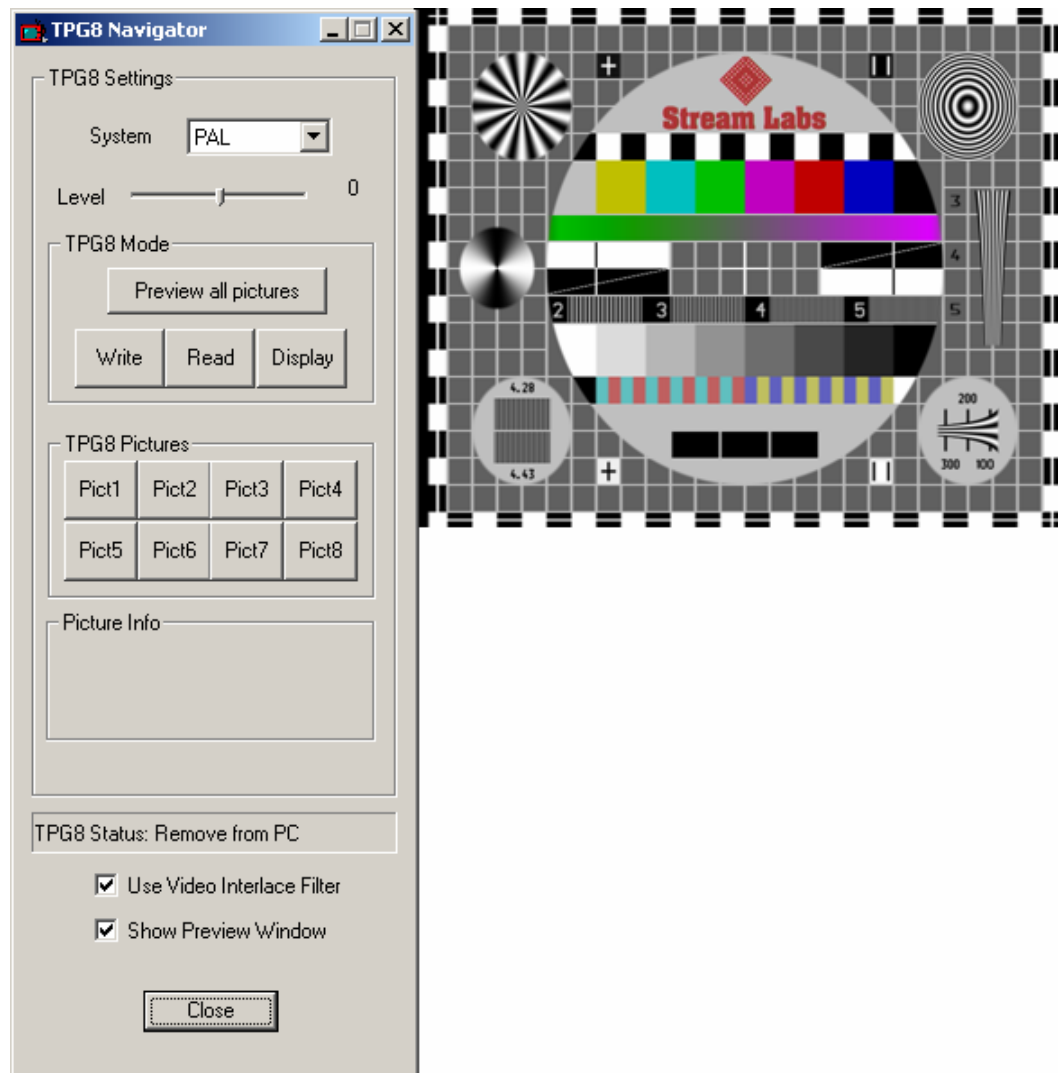 TPG8 Navigator
TPG8 Settings
System PAL
Level 0
TPG8 Mode
Preview all pictures
Write Read Display
TPG8 Pictures
Pict1 Pict2 Pict3 Pict4
Pict5 Pict6 Pict7 Pict8
Picture Info
TPG8 Status: Remove from PC
Use Video Interlace Filter
Show Preview Window
Close
Stream Labs
3
4
2 3 4 5 5
4.28
4.43
200
300 100